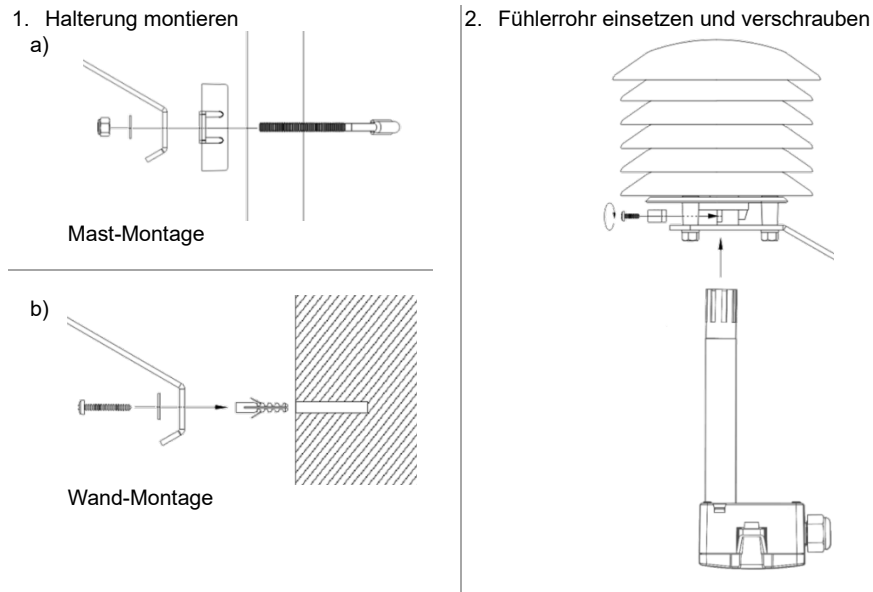 1. Halterung montieren
a)
Mast-Montage
b)
Wand-Montage
2. Fühlerrohr einsetzen und verschrauben